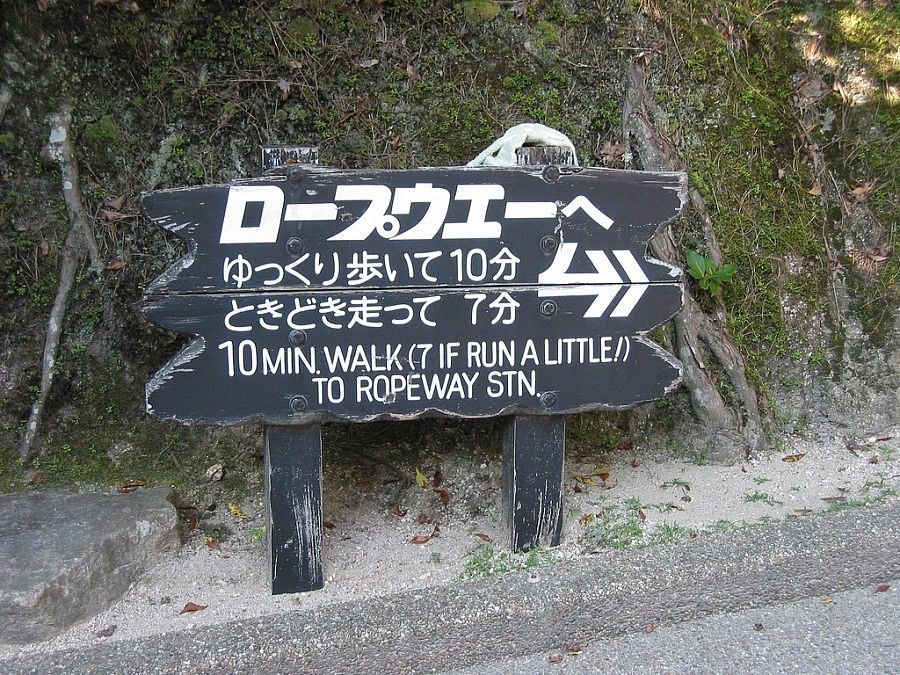 ロープウエーへ
ゆっくり歩いて 10分
ときどき走って 7分
10 MIN. WALK (7 IF RUN A LITTLE!)
TO ROPEWAY STN.